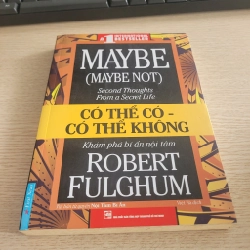 BESTSELLER
MAYBE
(MAYBE NOT)
Second Thoughts
From a Secret Life
CÓ THỂ CÓ -
CÓ THỂ KHÔNG
Khám phá bí ẩn nội tâm
ROBERT
FULGHUM